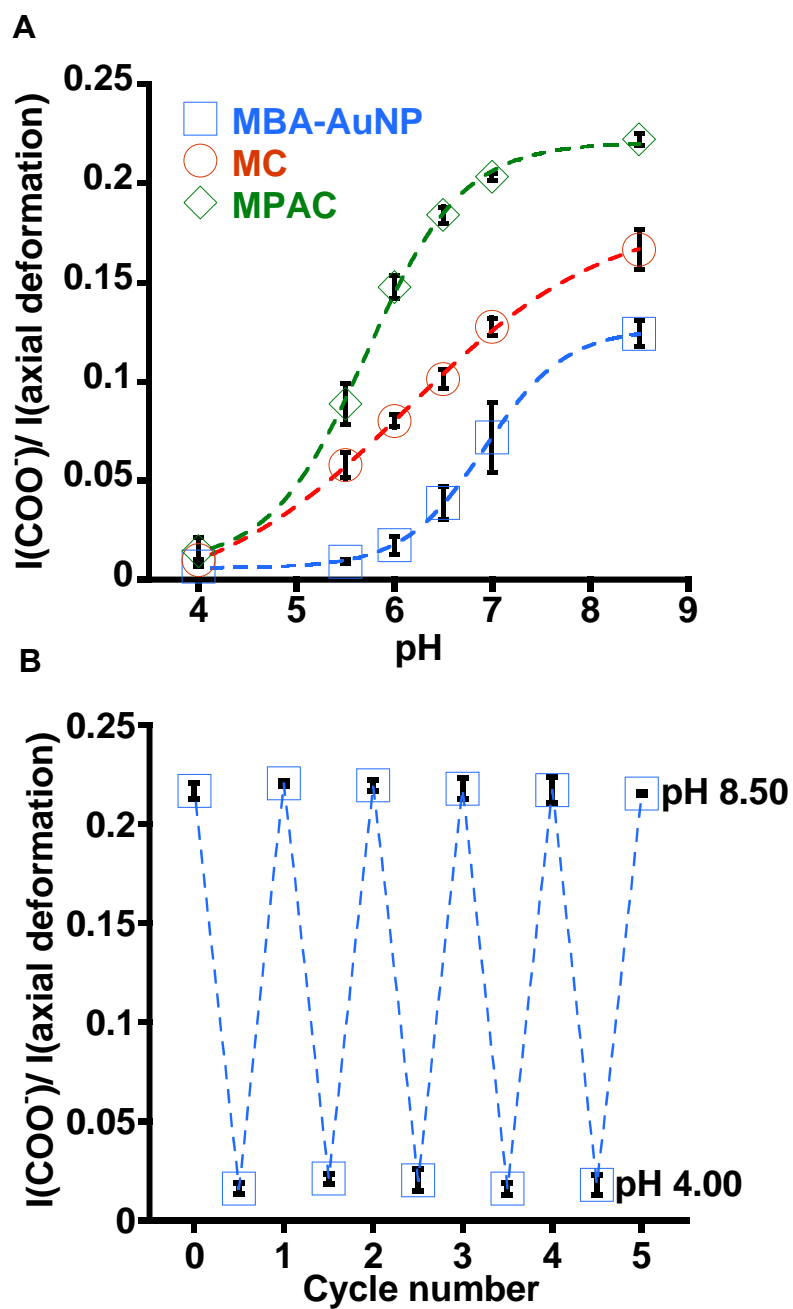 A
I(COO⁻)/ I(axial deformation)
0.25
0.2
0.15
0.1
0.05
0
MBA-AuNP
MC
MPAC
4 5 6 7 8 9
pH
B
I(COO⁻)/ I(axial deformation)
0.25
0.2
0.15
0.1
0.05
0
pH 8.50
pH 4.00
0 1 2 3 4 5
Cycle number